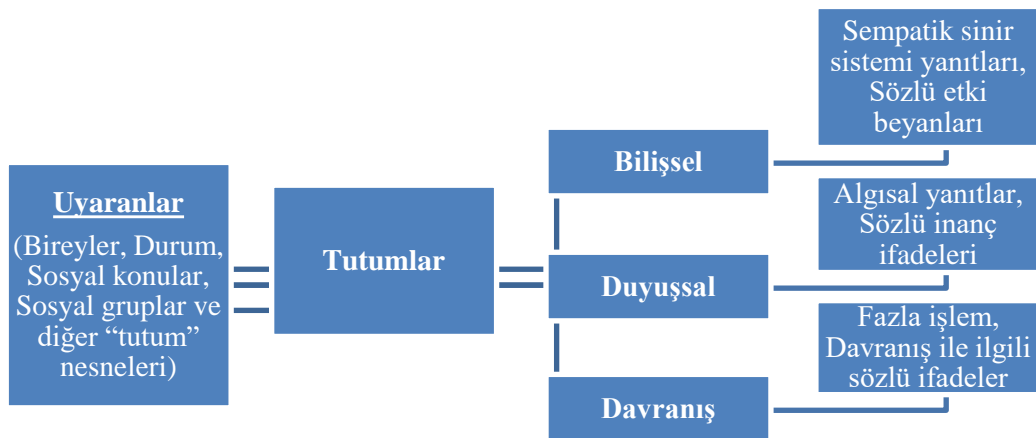 Uyaranlar
(Bireyler, Durum,
Sosyal konular,
Sosyal gruplar ve
diğer “tutum”
nesneleri)
Tutumlar
Bilişsel
Sempatik sinir
sistemi yanıtları,
Sözlü etki
beyanları
Duyuşsal
Algısal yanıtlar,
Sözlü inanç
ifadeleri
Davranış
Fazla işlem,
Davranış ile ilgili
sözlü ifadeler